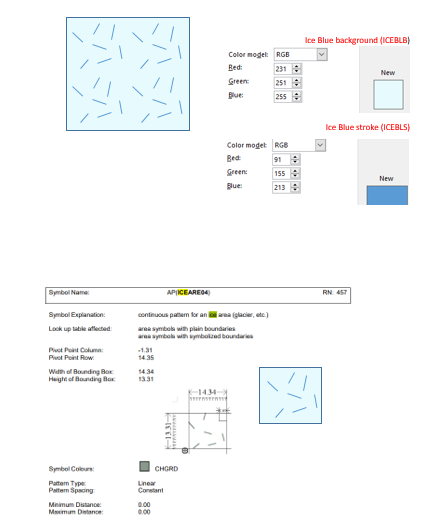 Ice Blue background (ICEBLB)
Color model: RGB
Red: 231
Green: 251
Blue: 255
New
Ice Blue stroke (ICEBLS)
Color model: RGB
Red: 91
Green: 155
Blue: 213
New
Symbol Name: AP(ICEARE04) RN: 457
Symbol Explanation: continuous pattern for an ice area (glacier, etc.)
Look up table affected: area symbols with plain boundaries
area symbols with symbolized boundaries
Pivot Point Column: -1.31
Pivot Point Row: 14.35
Width of Bounding Box: 14.34
Height of Bounding Box: 13.31
14.34
13.31
Symbol Colours: CHGRD
Pattern Type: Linear
Pattern Spacing: Constant
Minimum Distance: 0.00
Maximum Distance: 0.00